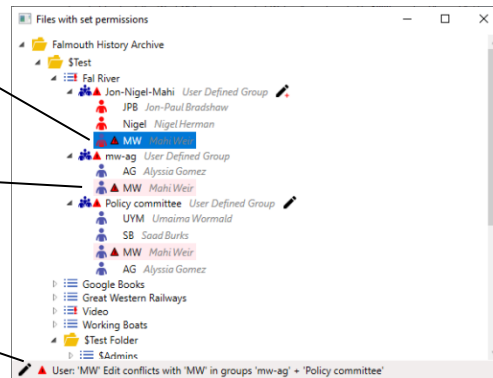 Files with set permissions
Falmouth History Archive
$Test
Fal River
Jon-Nigel-Mahi User Defined Group
JPB Jon-Paul Bradshaw
Nigel Nigel Herman
MW Mahi Weir
mw-ag User Defined Group
AG Alyssia Gomez
MW Mahi Weir
Policy committee User Defined Group
UYM Umaima Wormald
SB Saad Burks
MW Mahi Weir
AG Alyssia Gomez
Google Books
Great Western Railways
Video
Working Boats
$Test Folder
$Admins
User: 'MW' Edit conflicts with 'MW' in groups 'mw-ag' + 'Policy committee'